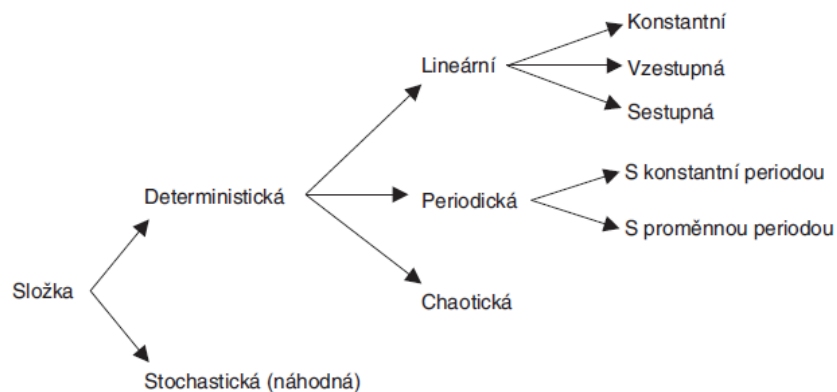 Konstantní
Lineární
Vzestupná
Sestupná
S konstantní periodou
Deterministická
Periodická
S proměnnou periodou
Složka
Chaotická
Stochastická (náhodná)